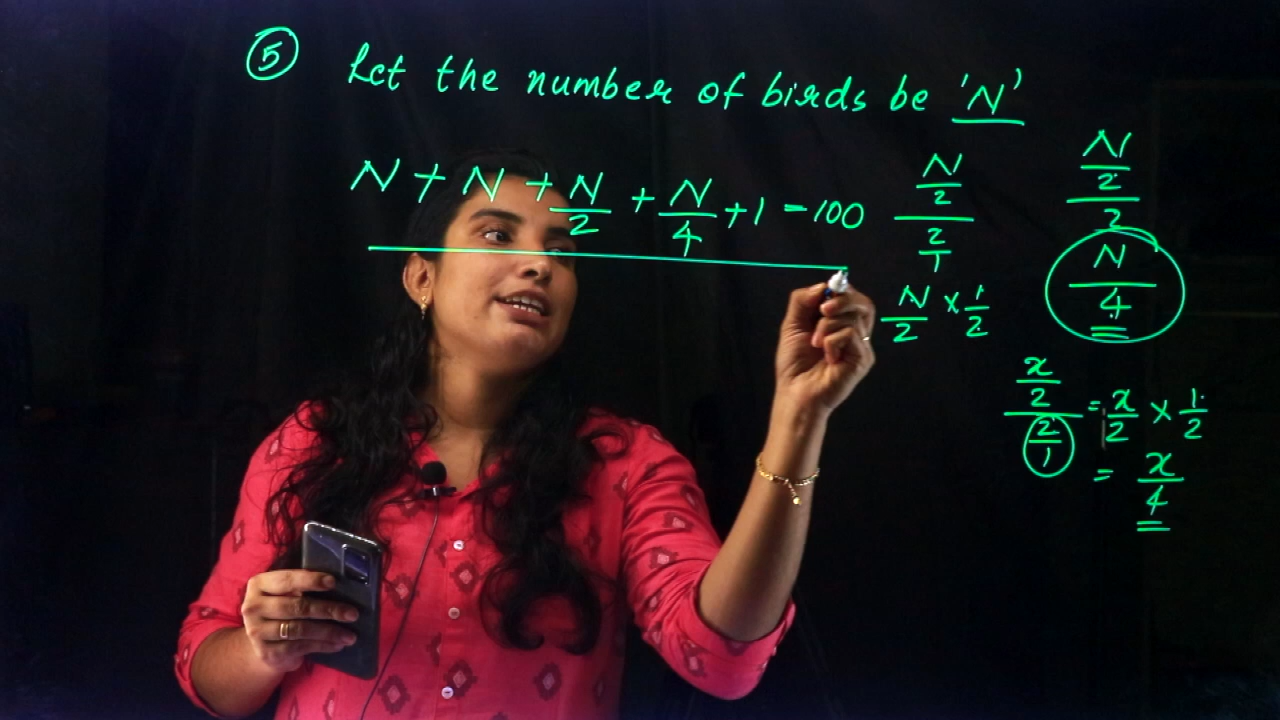 5 Let the number of birds be 'N'
N + N + N/2 + N/4 + 1 = 100
N/2
2/1
N/2 × 1/2
N/2
2
N/4
x/2
2/1
= x/2 × 1/2
= x/4